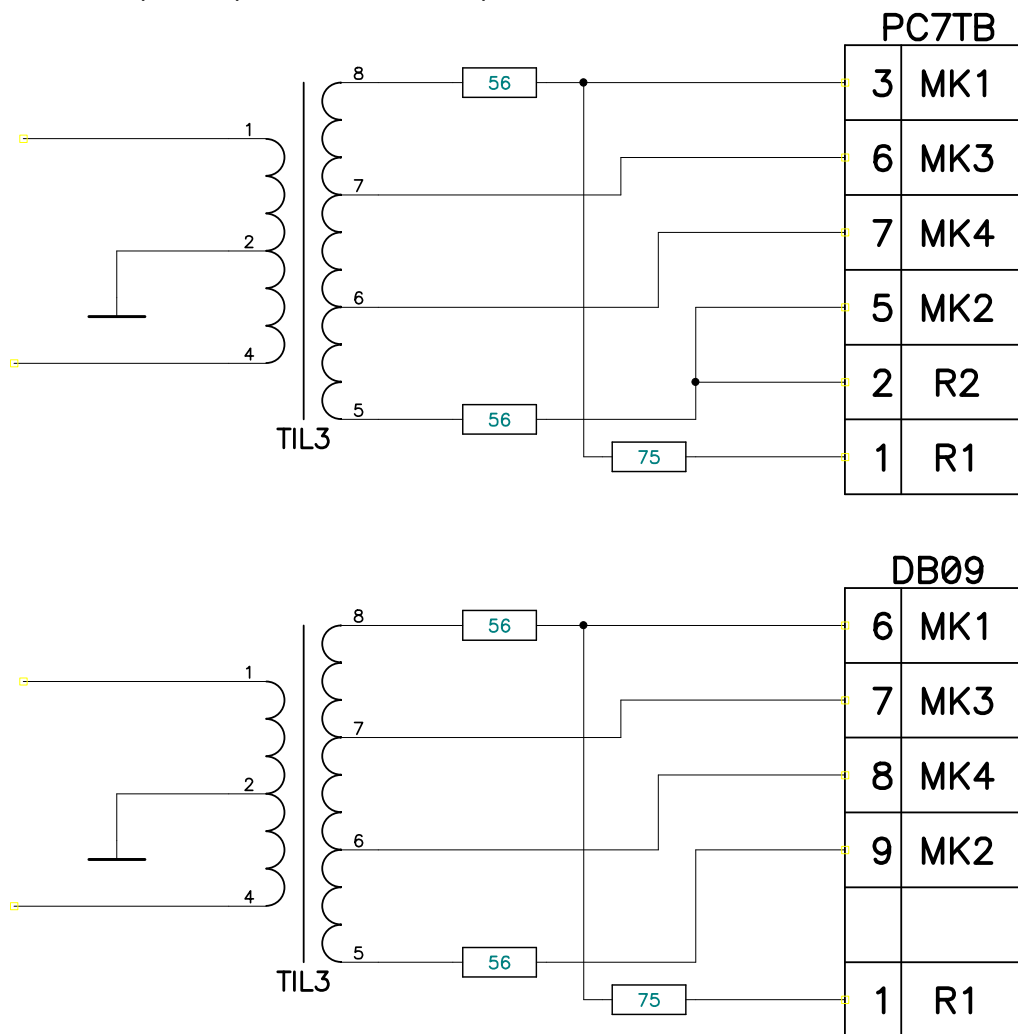 PC7TB
8 56 3 MK1
1 6 MK3
7
2 7 MK4
6 5 MK2
4 2 R2
5 56
TIL3
75 1 R1
DB09
8 56 6 MK1
1 7 MK3
7
2 8 MK4
6 9 MK2
4
5 56
TIL3
75 1 R1